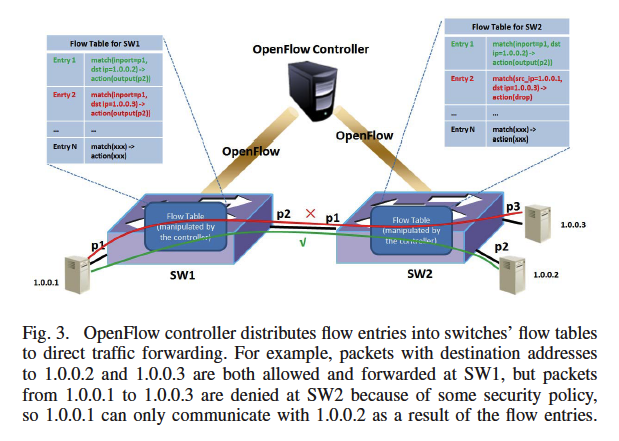 Flow Table for SW1
Entry 1 match(inport=p1,
dst ip=1.0.0.2) ->
action(output(p2))
Enrty 2 match(inport=p1,
dst ip=1.0.0.3) ->
action(output(p2))
... ...
Entry N match(xxx) ->
action(xxx)
OpenFlow Controller
Flow Table for SW2
Entry 1 match(inport=p1, dst
ip=1.0.0.2) ->
action(output(p2))
Enrty 2 match(src_ip=1.0.0.1,
dst ip=1.0.0.3) ->
action(drop)
... ...
Entry N match(xxx) ->
action(xxx)
OpenFlow
OpenFlow
p1
Flow Table
(manipulated by
the controller)
SW1
p2 X p1
√
Flow Table
(manipulated by
the controller)
SW2
p3
p2
1.0.0.1
1.0.0.3
1.0.0.2
Fig. 3. OpenFlow controller distributes flow entries into switches' flow tables
to direct traffic forwarding. For example, packets with destination addresses
to 1.0.0.2 and 1.0.0.3 are both allowed and forwarded at SW1, but packets
from 1.0.0.1 to 1.0.0.3 are denied at SW2 because of some security policy,
so 1.0.0.1 can only communicate with 1.0.0.2 as a result of the flow entries.